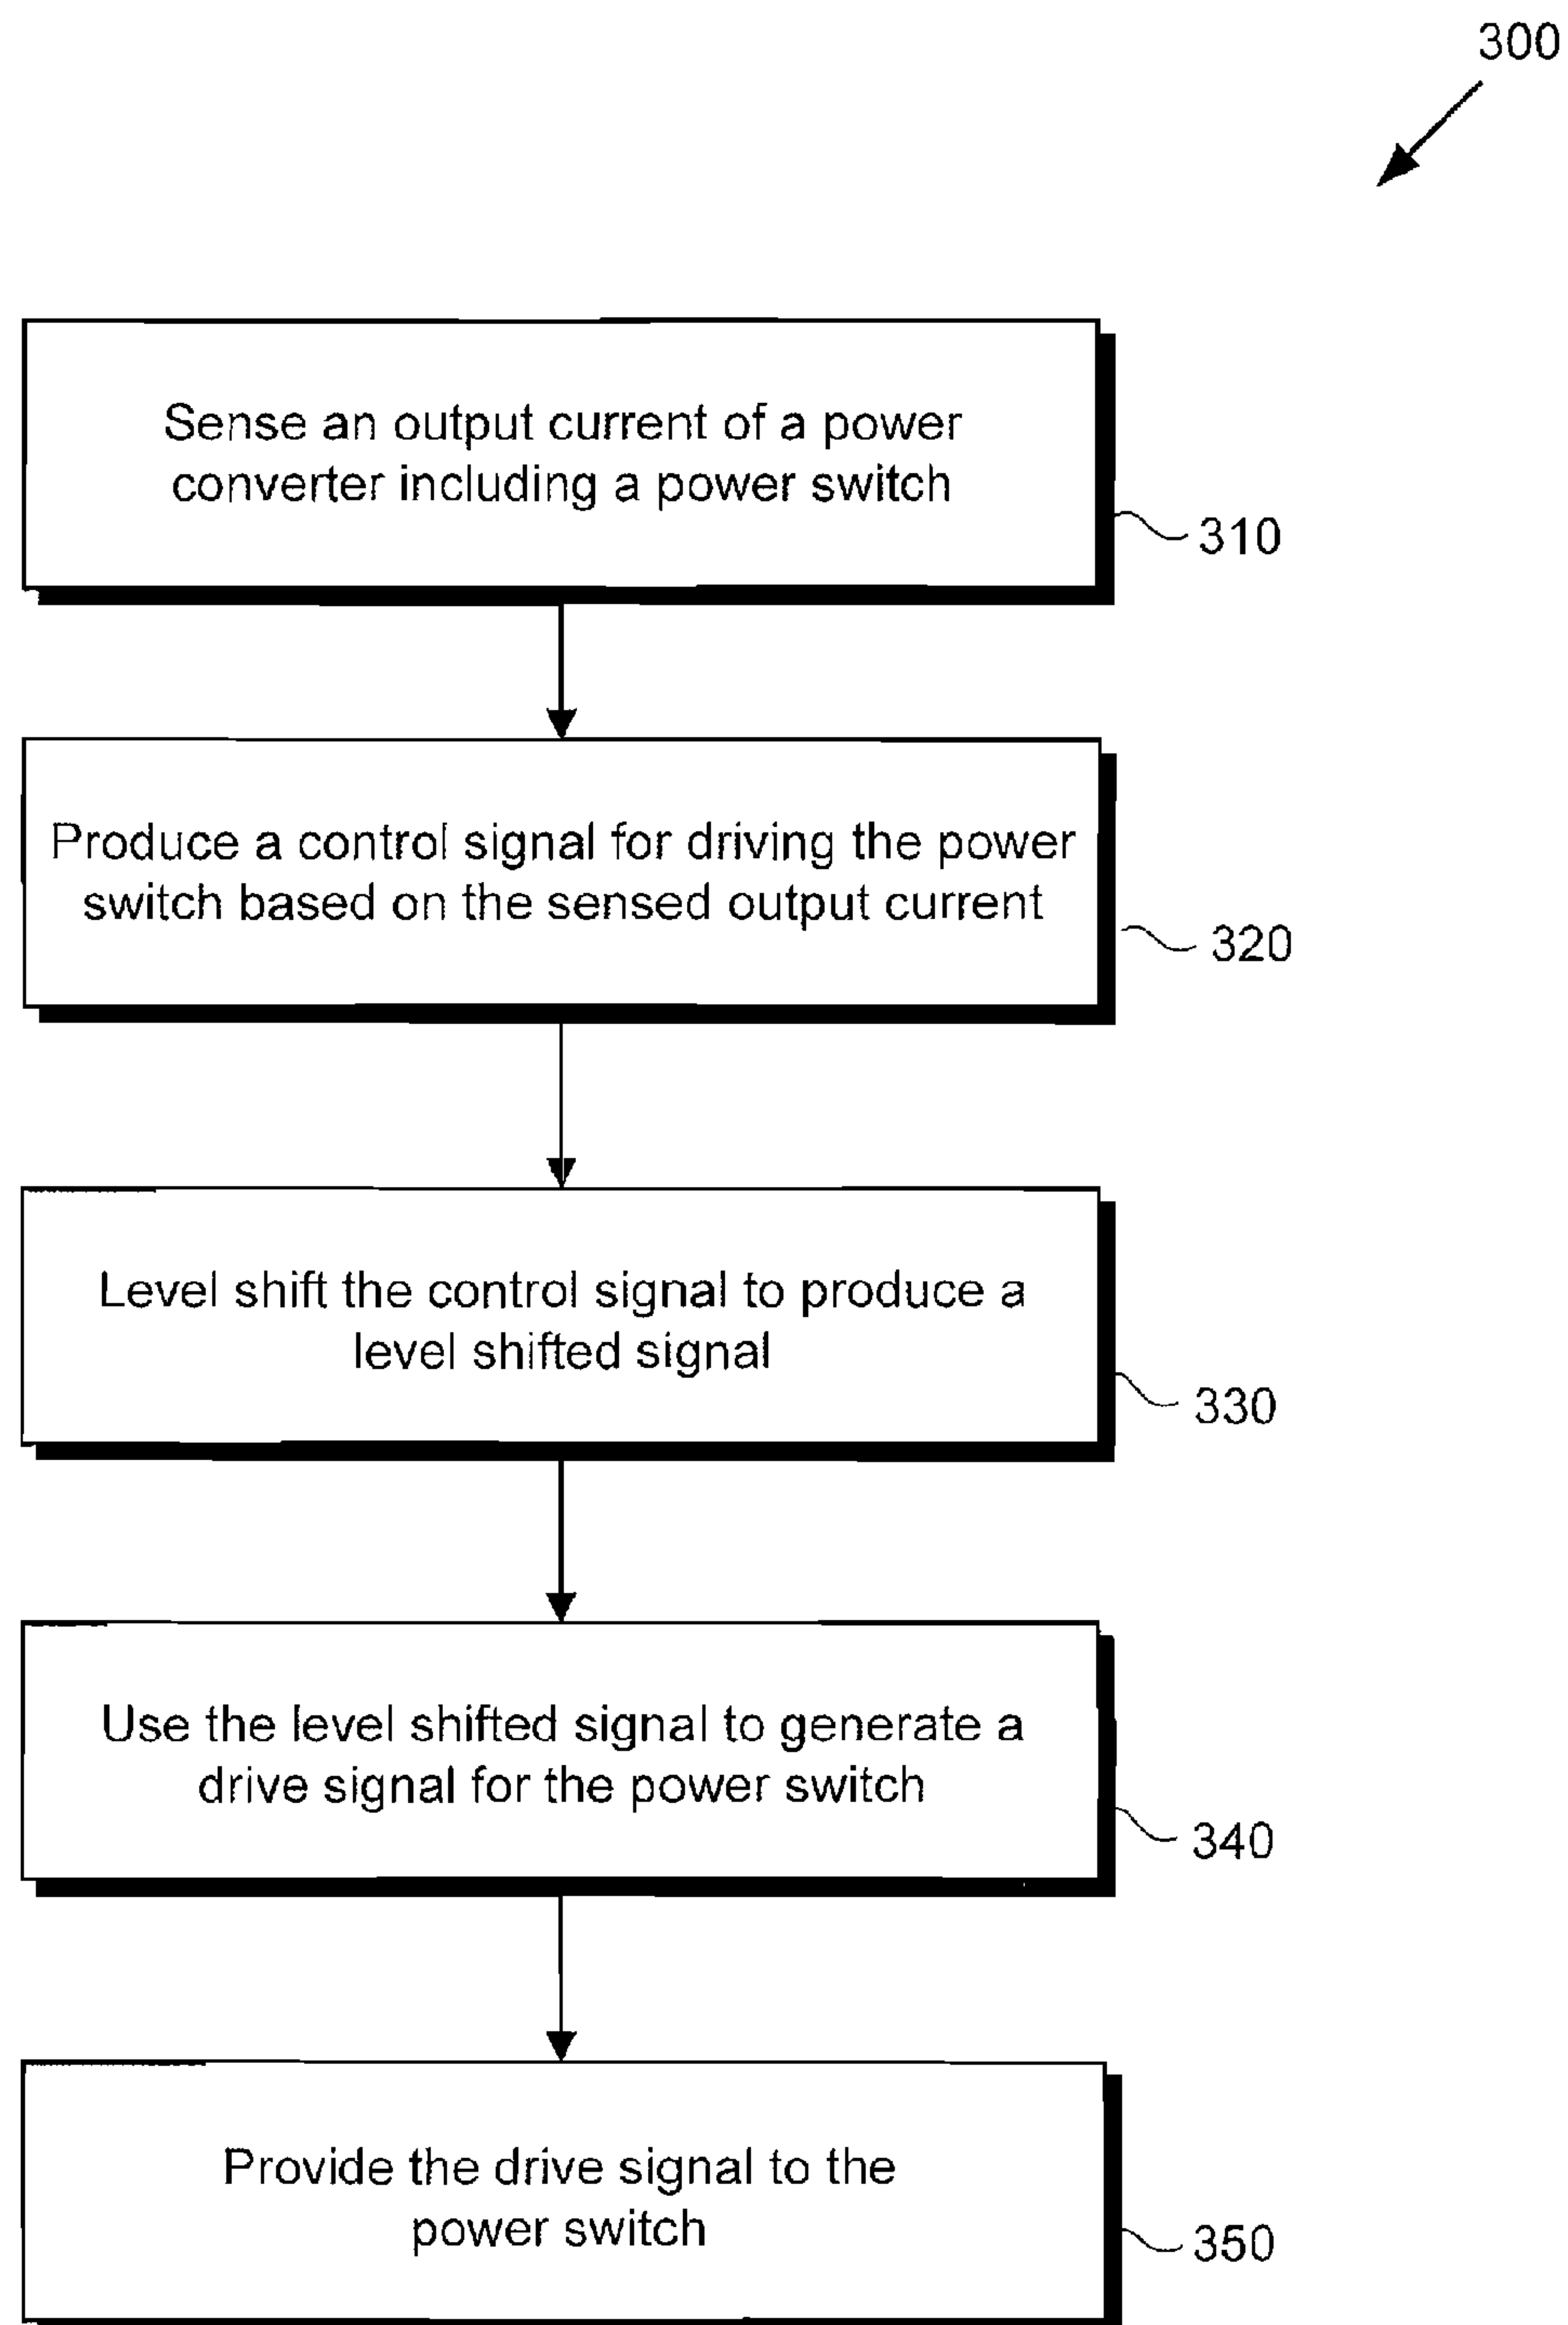 300
Sense an output current of a power
converter including a power switch
310
Produce a control signal for driving the power
switch based on the sensed output current
320
Level shift the control signal to produce a
level shifted signal
330
Use the level shifted signal to generate a
drive signal for the power switch
340
Provide the drive signal to the
power switch
350